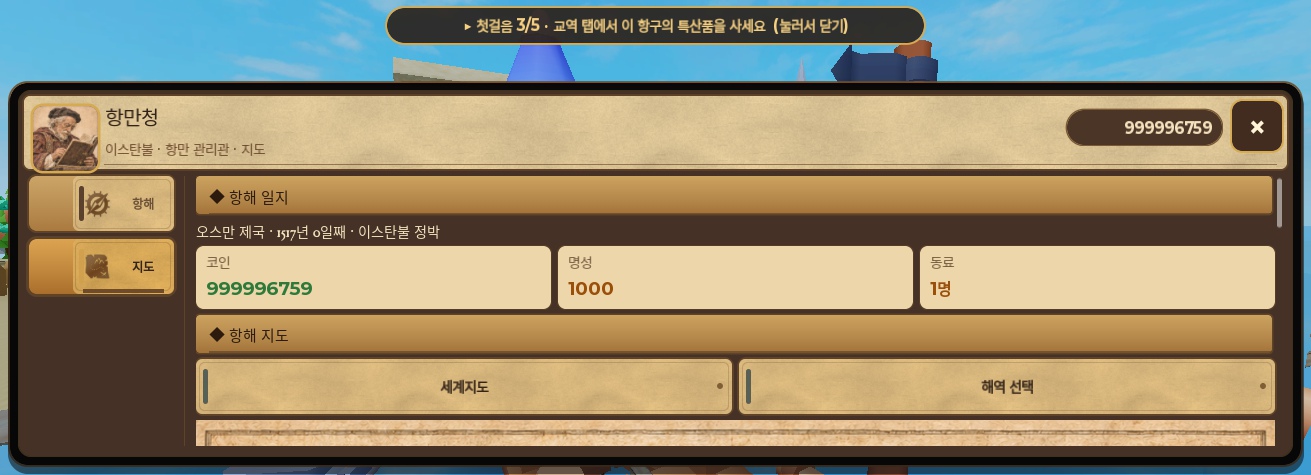 ▸ 첫걸음 3/5 · 교역 탭에서 이 항구의 특산품을 사세요 (눌러서 닫기)
항만청
이스탄불 · 항만 관리관 · 지도
999996759
×
항해
지도
◆ 항해 일지
오스만 제국 · 1517년 0일째 · 이스탄불 정박
코인
999996759
명성
1000
동료
1명
◆ 항해 지도
세계지도
해역 선택